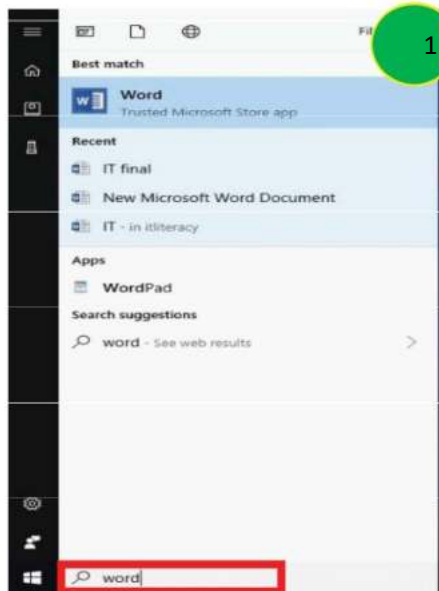 Fil
1
Best match
Word
Trusted Microsoft Store app
Recent
IT final
New Microsoft Word Document
IT - in itliteracy
Apps
WordPad
Search suggestions
word - See web results
word